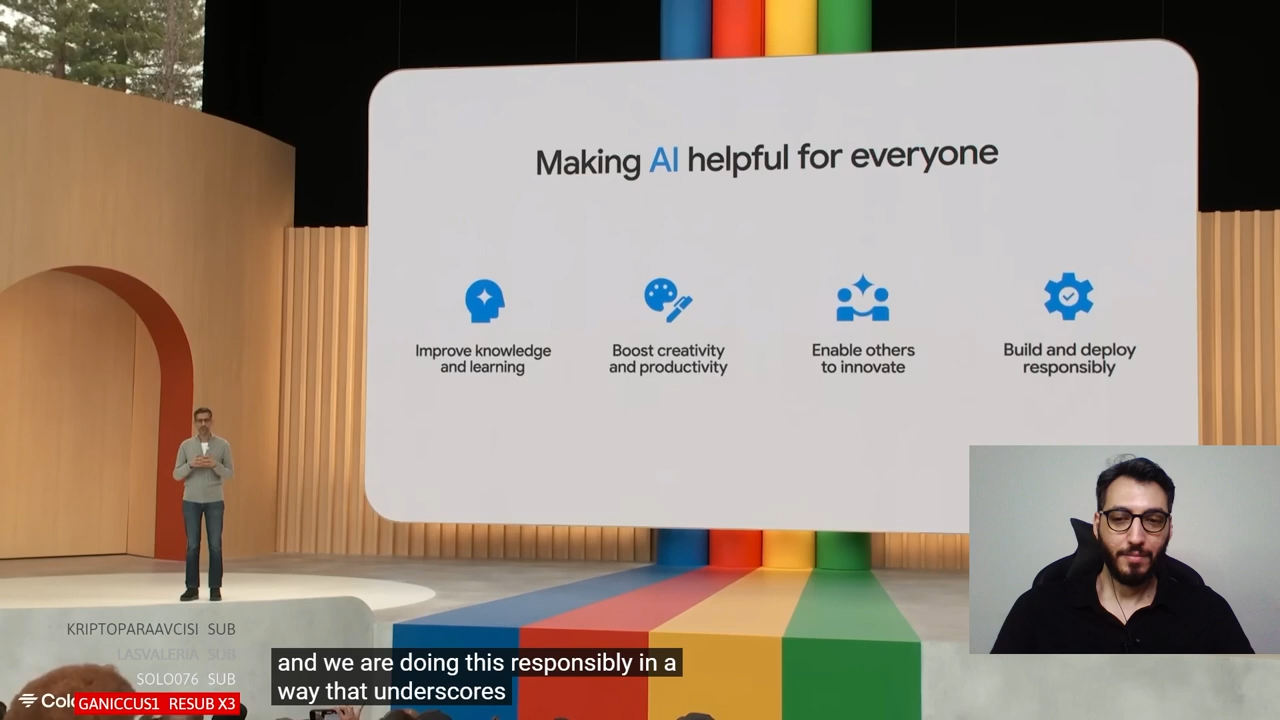 Making AI helpful for everyone
Improve knowledge
and learning
Boost creativity
and productivity
Enable others
to innovate
Build and deploy
responsibly
KRIPTOPARAAVCISI SUB
LASVALERIA SUB
SOLO076 SUB
GANICCUS1 RESUB X3
and we are doing this responsibly in a
way that underscores